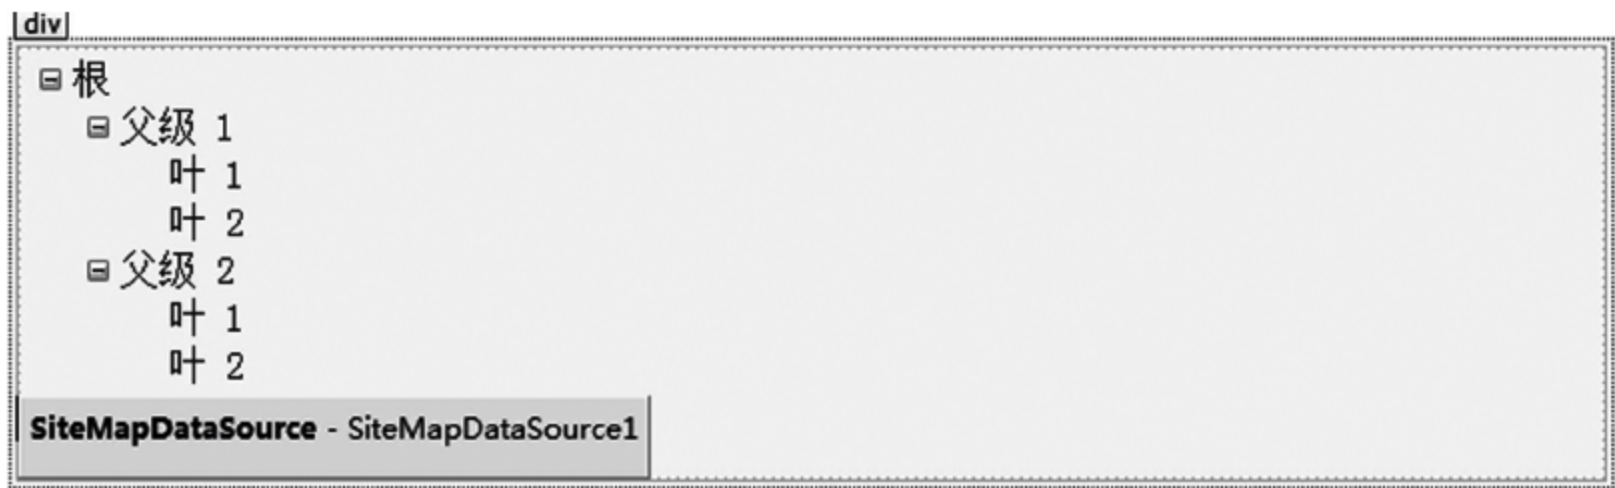 div
根
父级 1
叶 1
叶 2
父级 2
叶 1
叶 2
SiteMapDataSource - SiteMapDataSource1